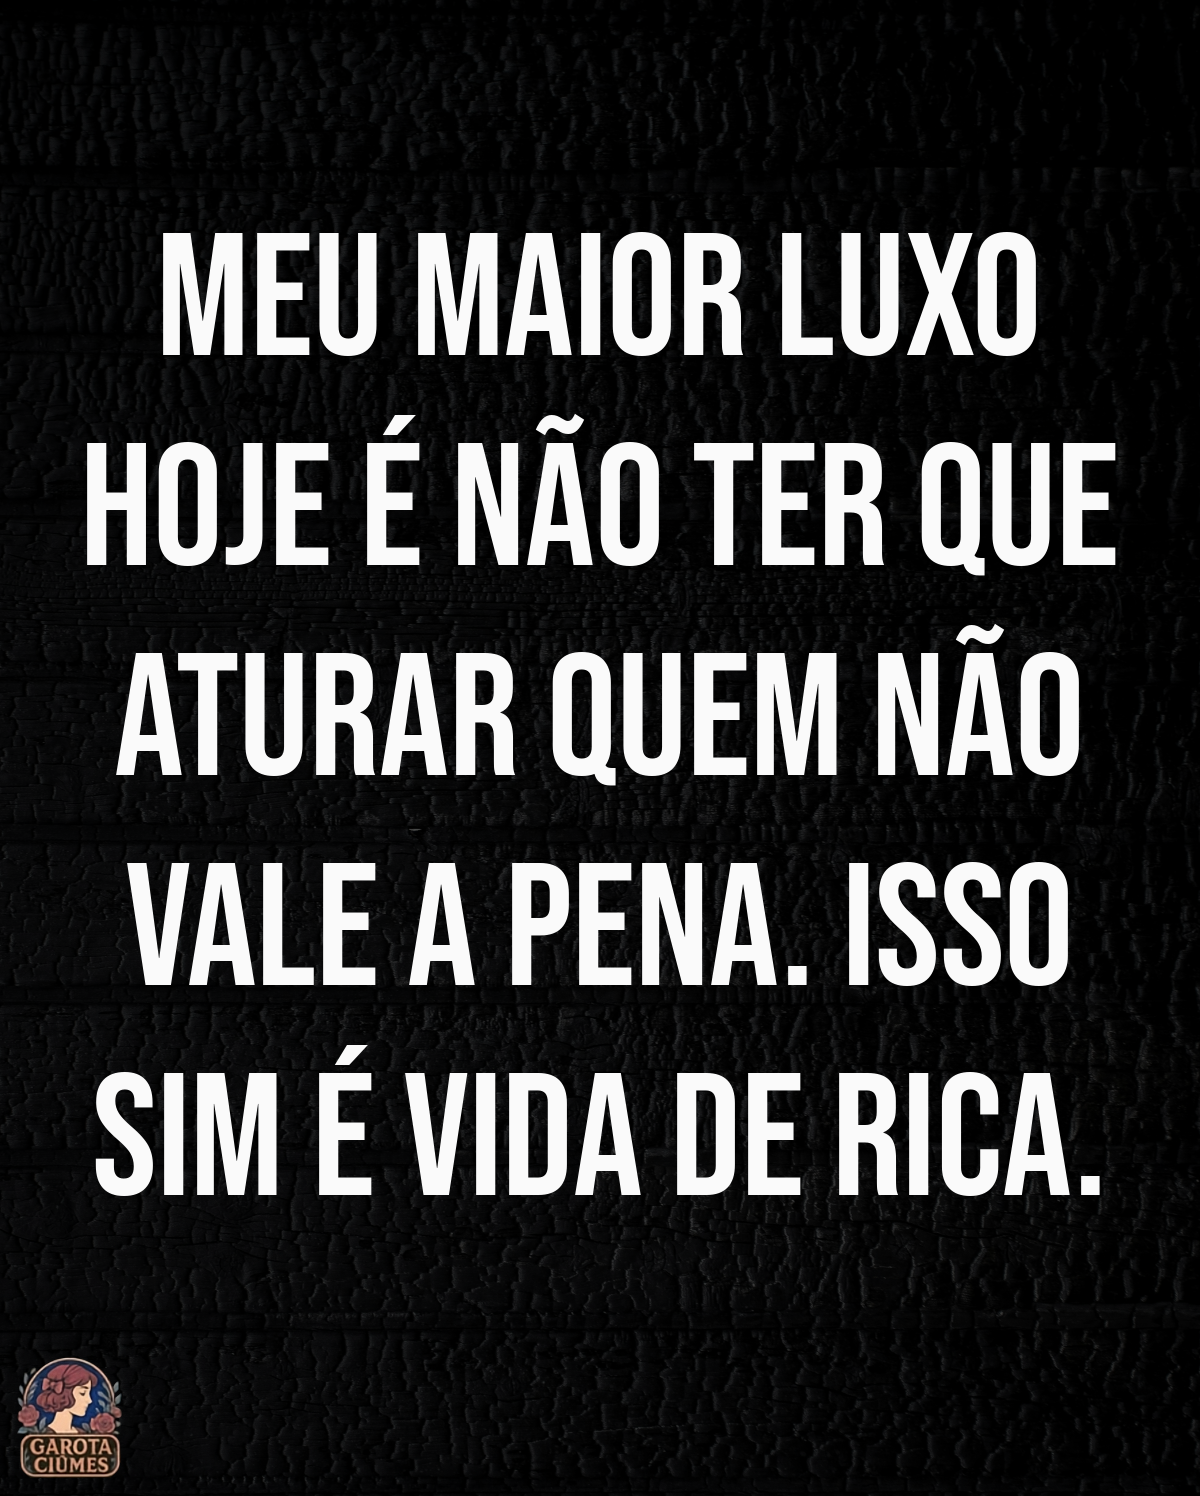 MEU MAIOR LUXO
HOJE É NÃO TER QUE
ATURAR QUEM NÃO
VALE A PENA. ISSO
SIM É VIDA DE RICA.
GAROTA
CIÚMES